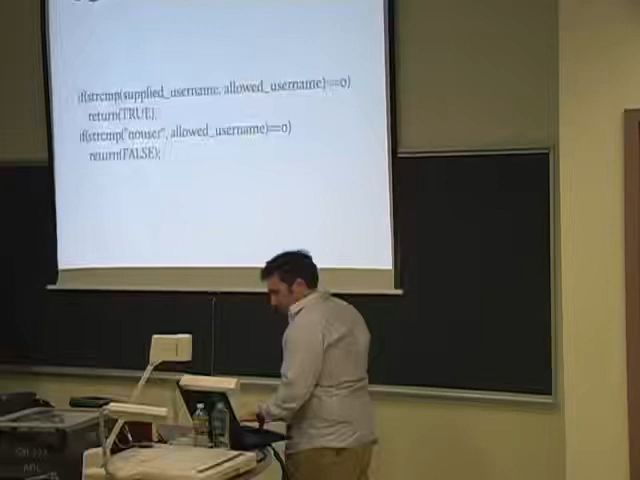 if(strcmp(supplied_username, allowed_username)==0)
return(TRUE);
if(strcmp("nouser", allowed_username)==0)
return(FALSE);